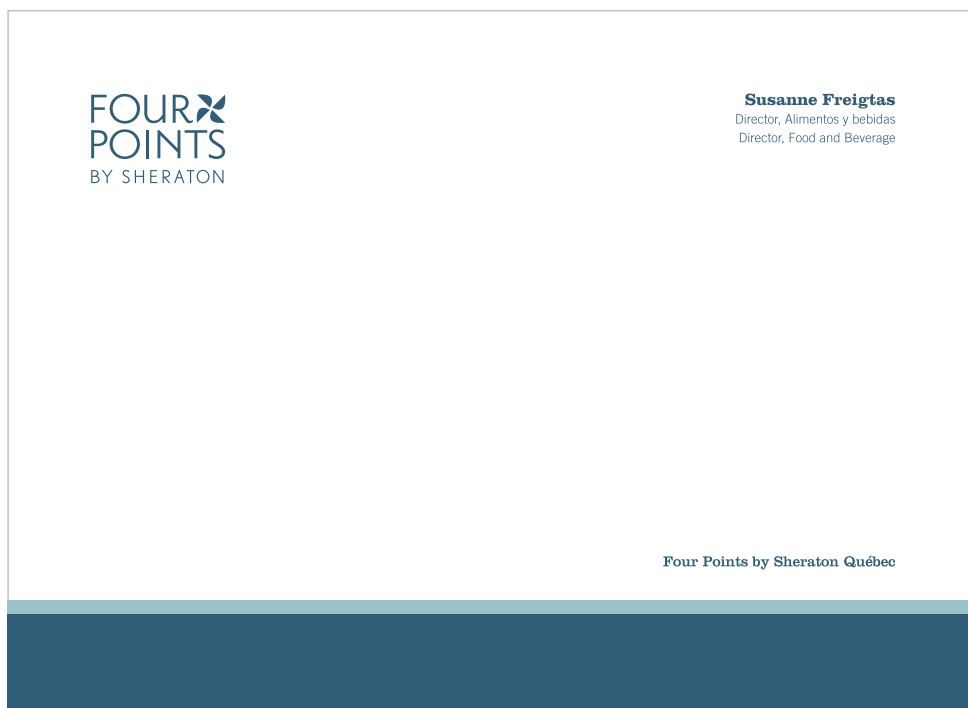 FOUR
POINTS
BY SHERATON
Susanne Freigtas
Director, Alimentos y bebidas
Director, Food and Beverage
Four Points by Sheraton Québec